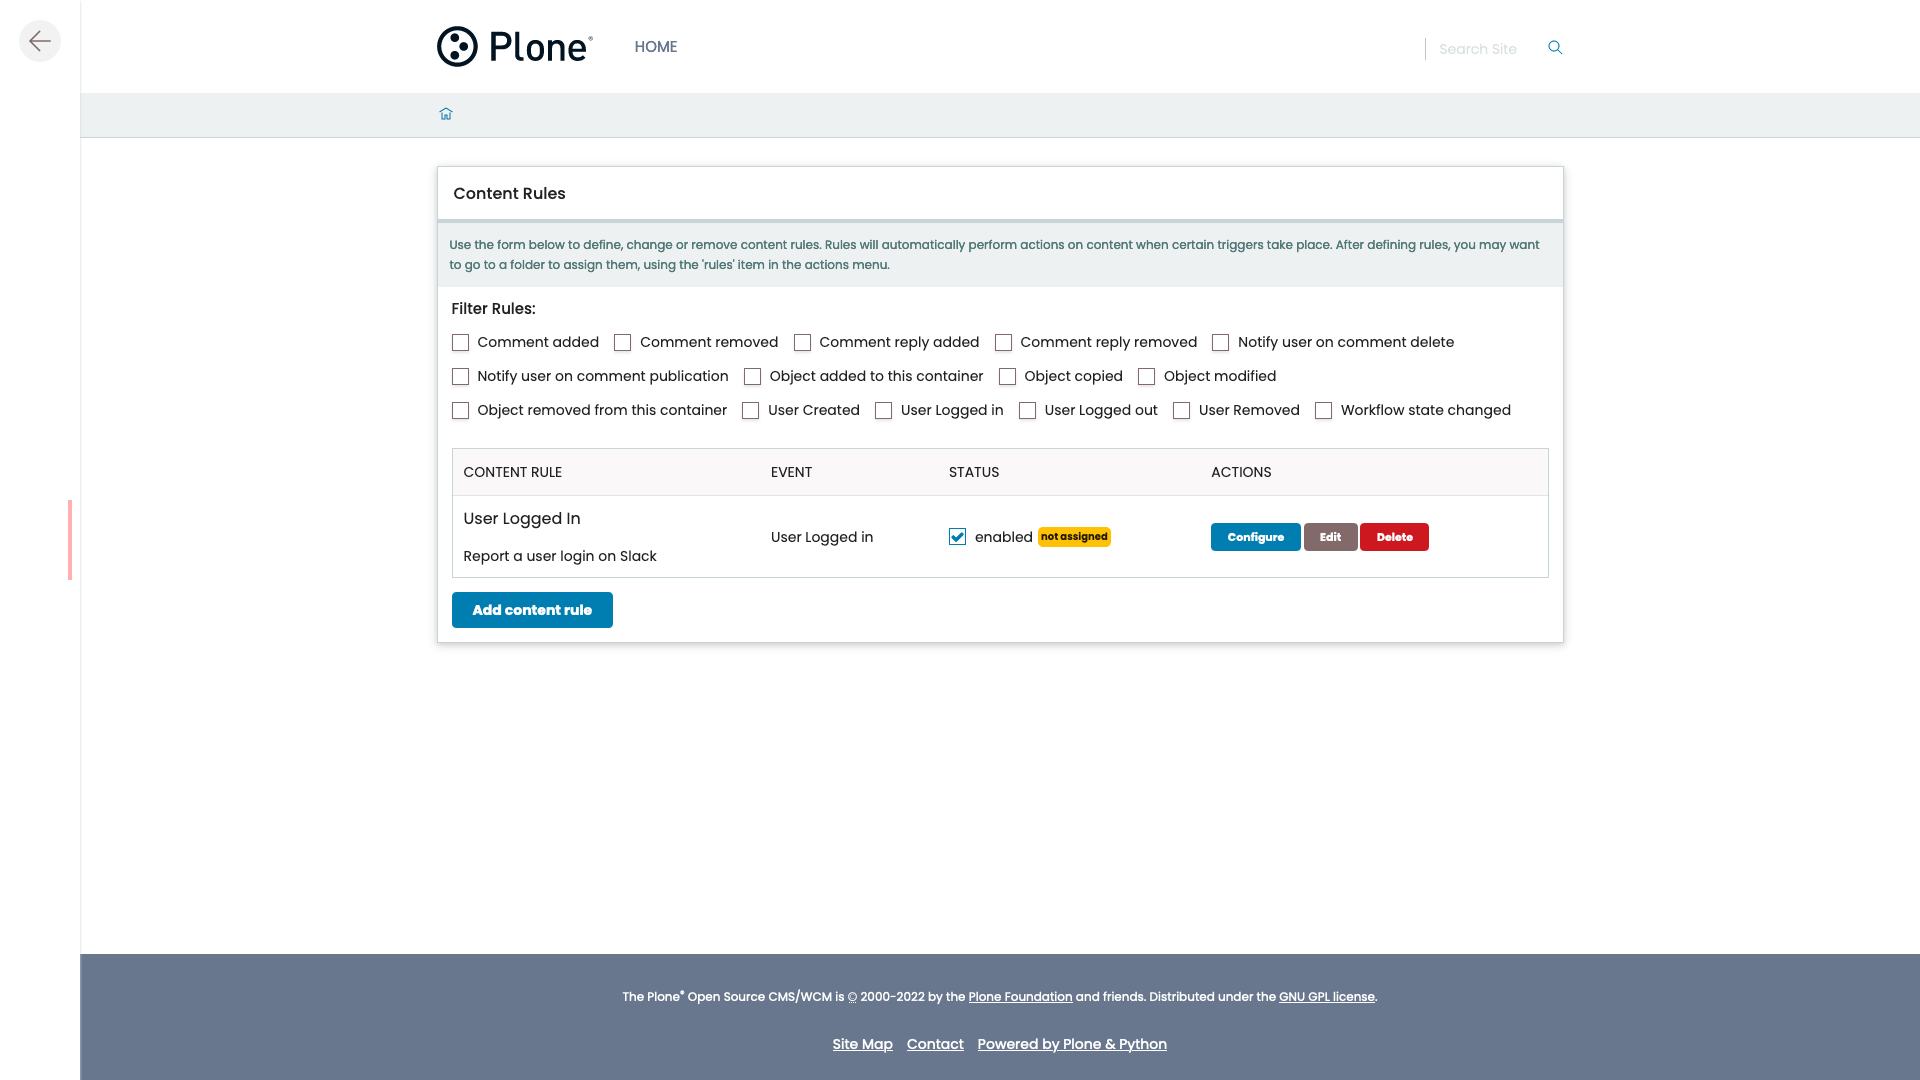 Plone®
HOME
Search Site
Content Rules
Use the form below to define, change or remove content rules. Rules will automatically perform actions on content when certain triggers take place. After defining rules, you may want
to go to a folder to assign them, using the 'rules' item in the actions menu.
Filter Rules:
Comment added Comment removed Comment reply added Comment reply removed Notify user on comment delete
Notify user on comment publication Object added to this container Object copied Object modified
Object removed from this container User Created User Logged in User Logged out User Removed Workflow state changed
CONTENT RULE EVENT STATUS ACTIONS
User Logged In
Report a user login on Slack
User Logged in
enabled not assigned
Configure Edit Delete
Add content rule
The Plone® Open Source CMS/WCM is © 2000-2022 by the Plone Foundation and friends. Distributed under the GNU GPL license.
Site Map Contact Powered by Plone & Python